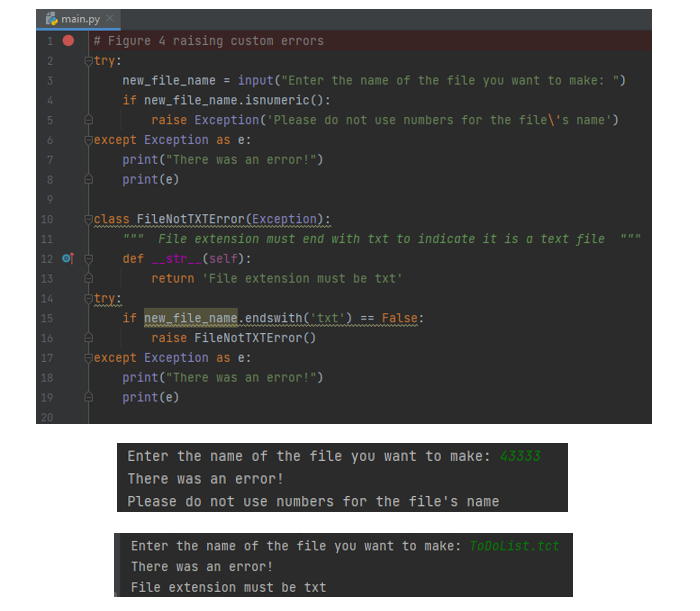 main.py
1 # Figure 4 raising custom errors
2 try:
3 new_file_name = input("Enter the name of the file you want to make: ")
4 if new_file_name.isnumeric():
5 raise Exception('Please do not use numbers for the file\'s name')
6 except Exception as e:
7 print("There was an error!")
8 print(e)
9
10 class FileNotTXTError(Exception):
11 """ File extension must end with txt to indicate it is a text file """
12 def __str__(self):
13 return 'File extension must be txt'
14 try:
15 if new_file_name.endswith('txt') == False:
16 raise FileNotTXTError()
17 except Exception as e:
18 print("There was an error!")
19 print(e)
20
Enter the name of the file you want to make: 43333
There was an error!
Please do not use numbers for the file's name
Enter the name of the file you want to make: ToDoList.tct
There was an error!
File extension must be txt